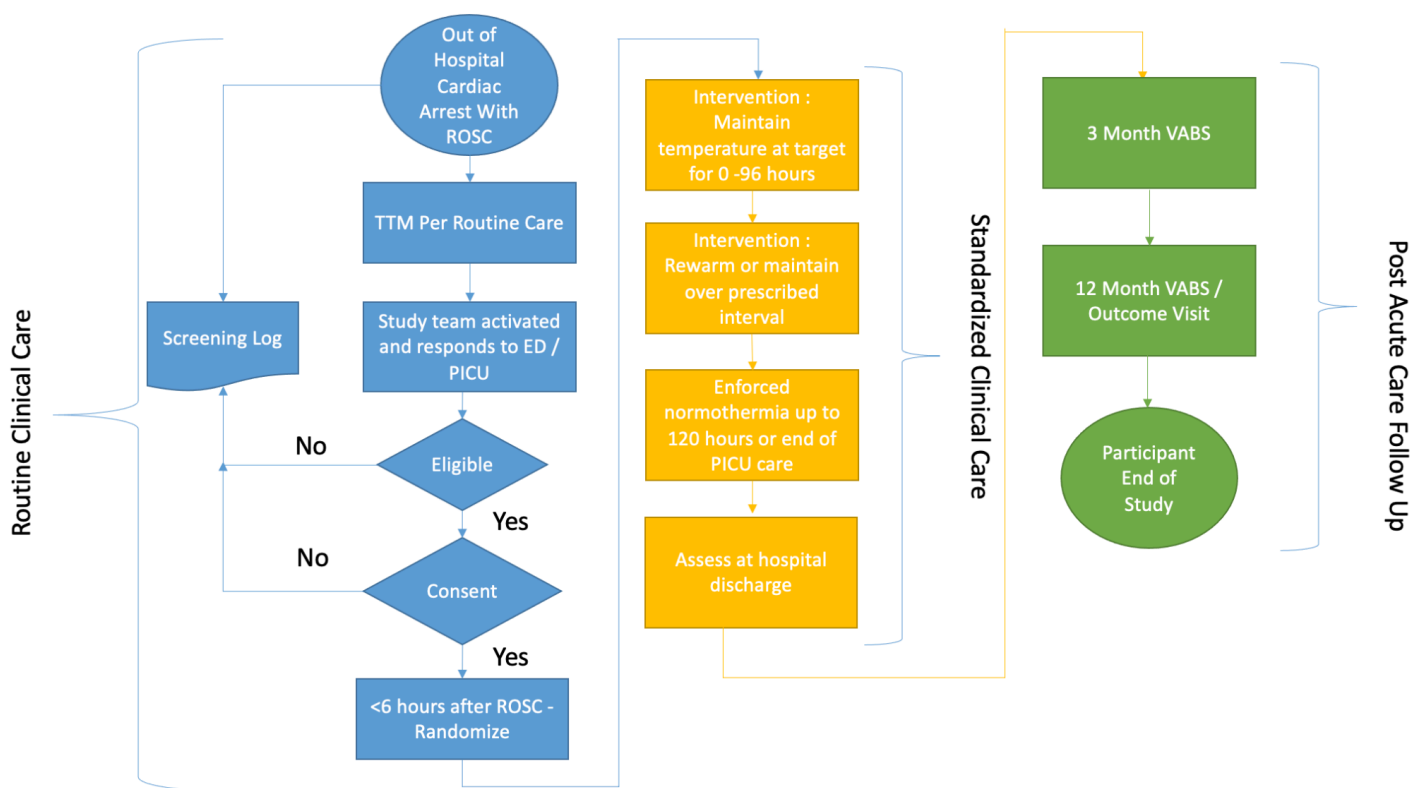 Routine Clinical Care
Out of
Hospital
Cardiac
Arrest With
ROSC
TTM Per Routine Care
Screening Log
Study team activated
and responds to ED /
PICU
No
Eligible
Yes
No
Consent
Yes
<6 hours after ROSC -
Randomize
Intervention :
Maintain
temperature at target
for 0 -96 hours
Intervention :
Rewarm or maintain
over prescribed
interval
Enforced
normothermia up to
120 hours or end of
PICU care
Assess at hospital
discharge
Standardized Clinical Care
3 Month VABS
12 Month VABS /
Outcome Visit
Participant
End of
Study
Post Acute Care Follow Up